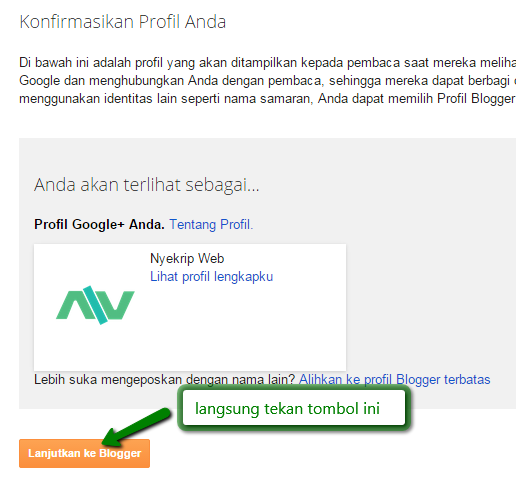 Konfirmasikan Profil Anda
Di bawah ini adalah profil yang akan ditampilkan kepada pembaca saat mereka meliha
Google dan menghubungkan Anda dengan pembaca, sehingga mereka dapat berbagi
menggunakan identitas lain seperti nama samaran, Anda dapat memilih Profil Blogger
Anda akan terlihat sebagai...
Profil Google+ Anda. Tentang Profil.
Nyekrip Web
Lihat profil lengkapku
Lebih suka mengeposkan dengan nama lain? Alihkan ke profil Blogger terbatas
langsung tekan tombol ini
Lanjutkan ke Blogger